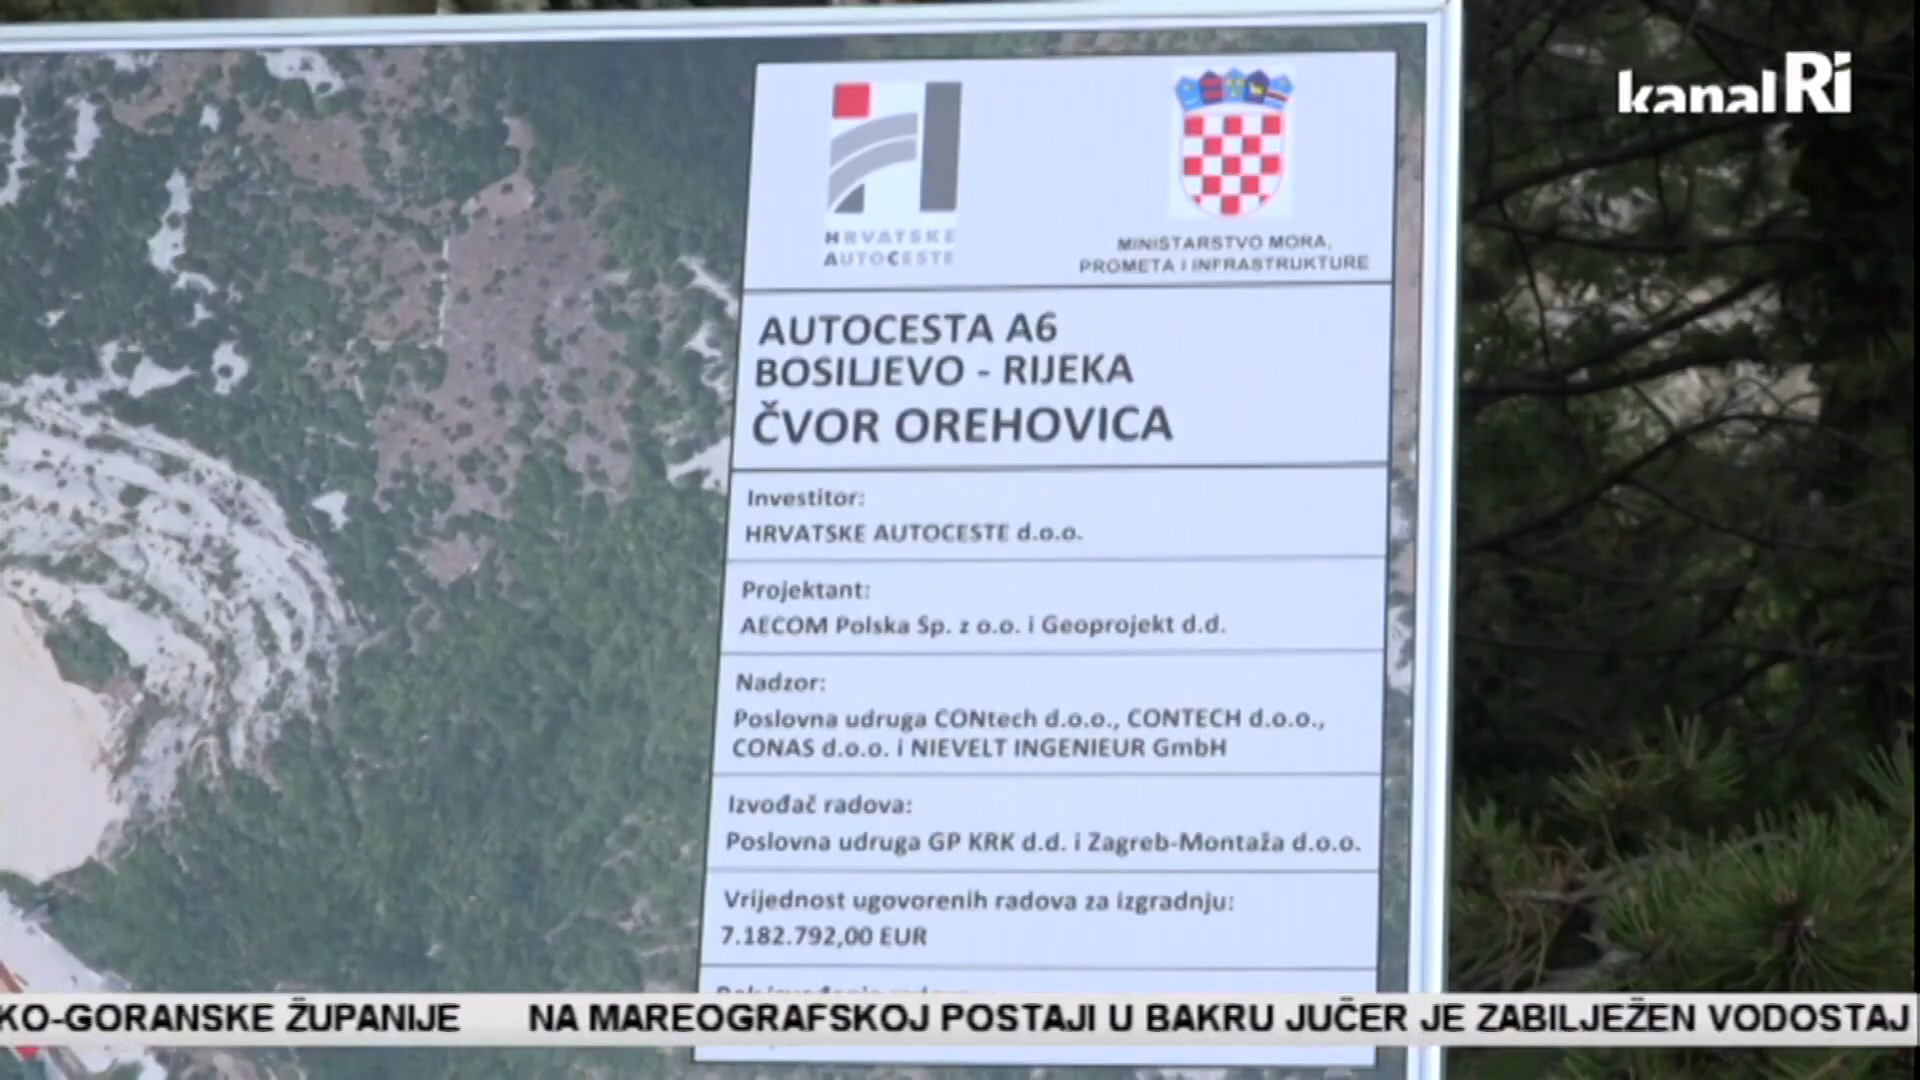 kanal Ri
HRVATSKE
AUTOCESTE
MINISTARSTVO MORA,
PROMETA I INFRASTRUKTURE
AUTOCESTA A6
BOSILJEVO - RIJEKA
ČVOR OREHOVICA
Investitor:
HRVATSKE AUTOCESTE d.o.o.
Projektant:
AECOM Polska Sp. z o.o. i Geoprojekt d.d.
Nadzor:
Poslovna udruga CONtech d.o.o., CONTECH d.o.o.,
CONAS d.o.o. i NIEVELT INGENIEUR GmbH
Izvođač radova:
Poslovna udruga GP KRK d.d. i Zagreb-Montaža d.o.o.
Vrijednost ugovorenih radova za izgradnju:
7.182.792,00 EUR
KO-GORANSKE ŽUPANIJE NA MAREOGRAFSKOJ POSTAJI U BAKRU JUČER JE ZABILJEŽEN VODOSTAJ